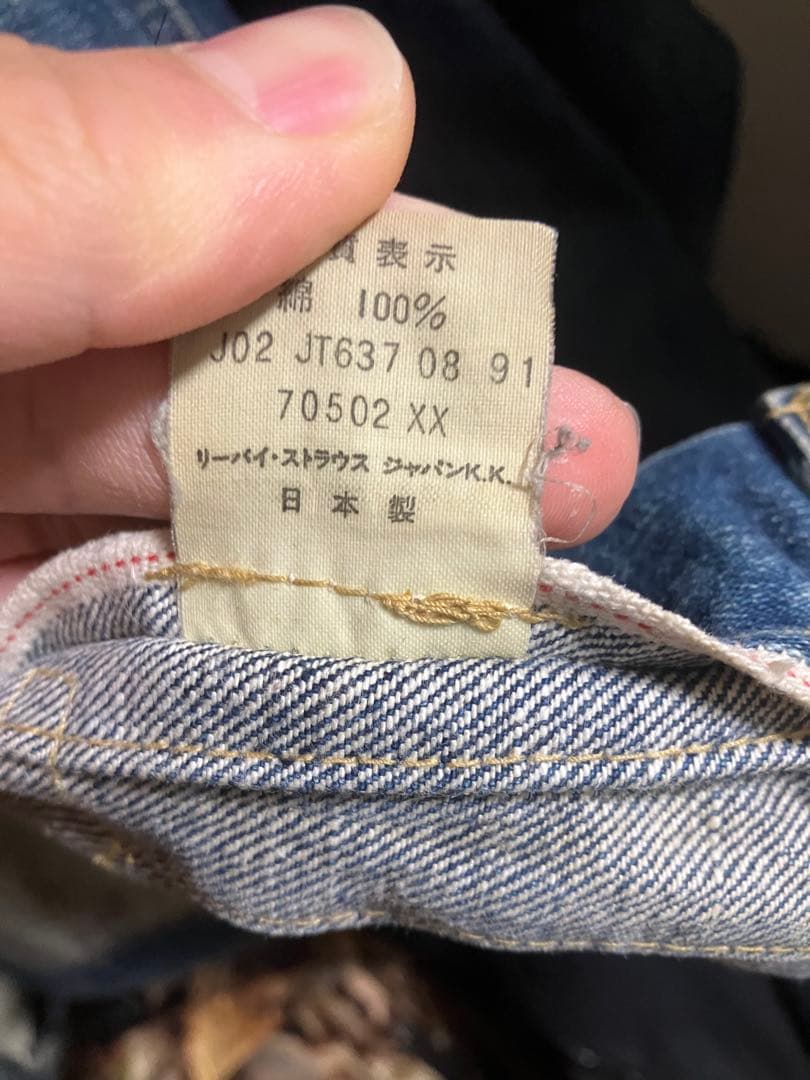 質表示
綿 100%
J02 JT637 08 91
70502 XX
リーバイ・ストラウス ジャパンK.K.
日本製